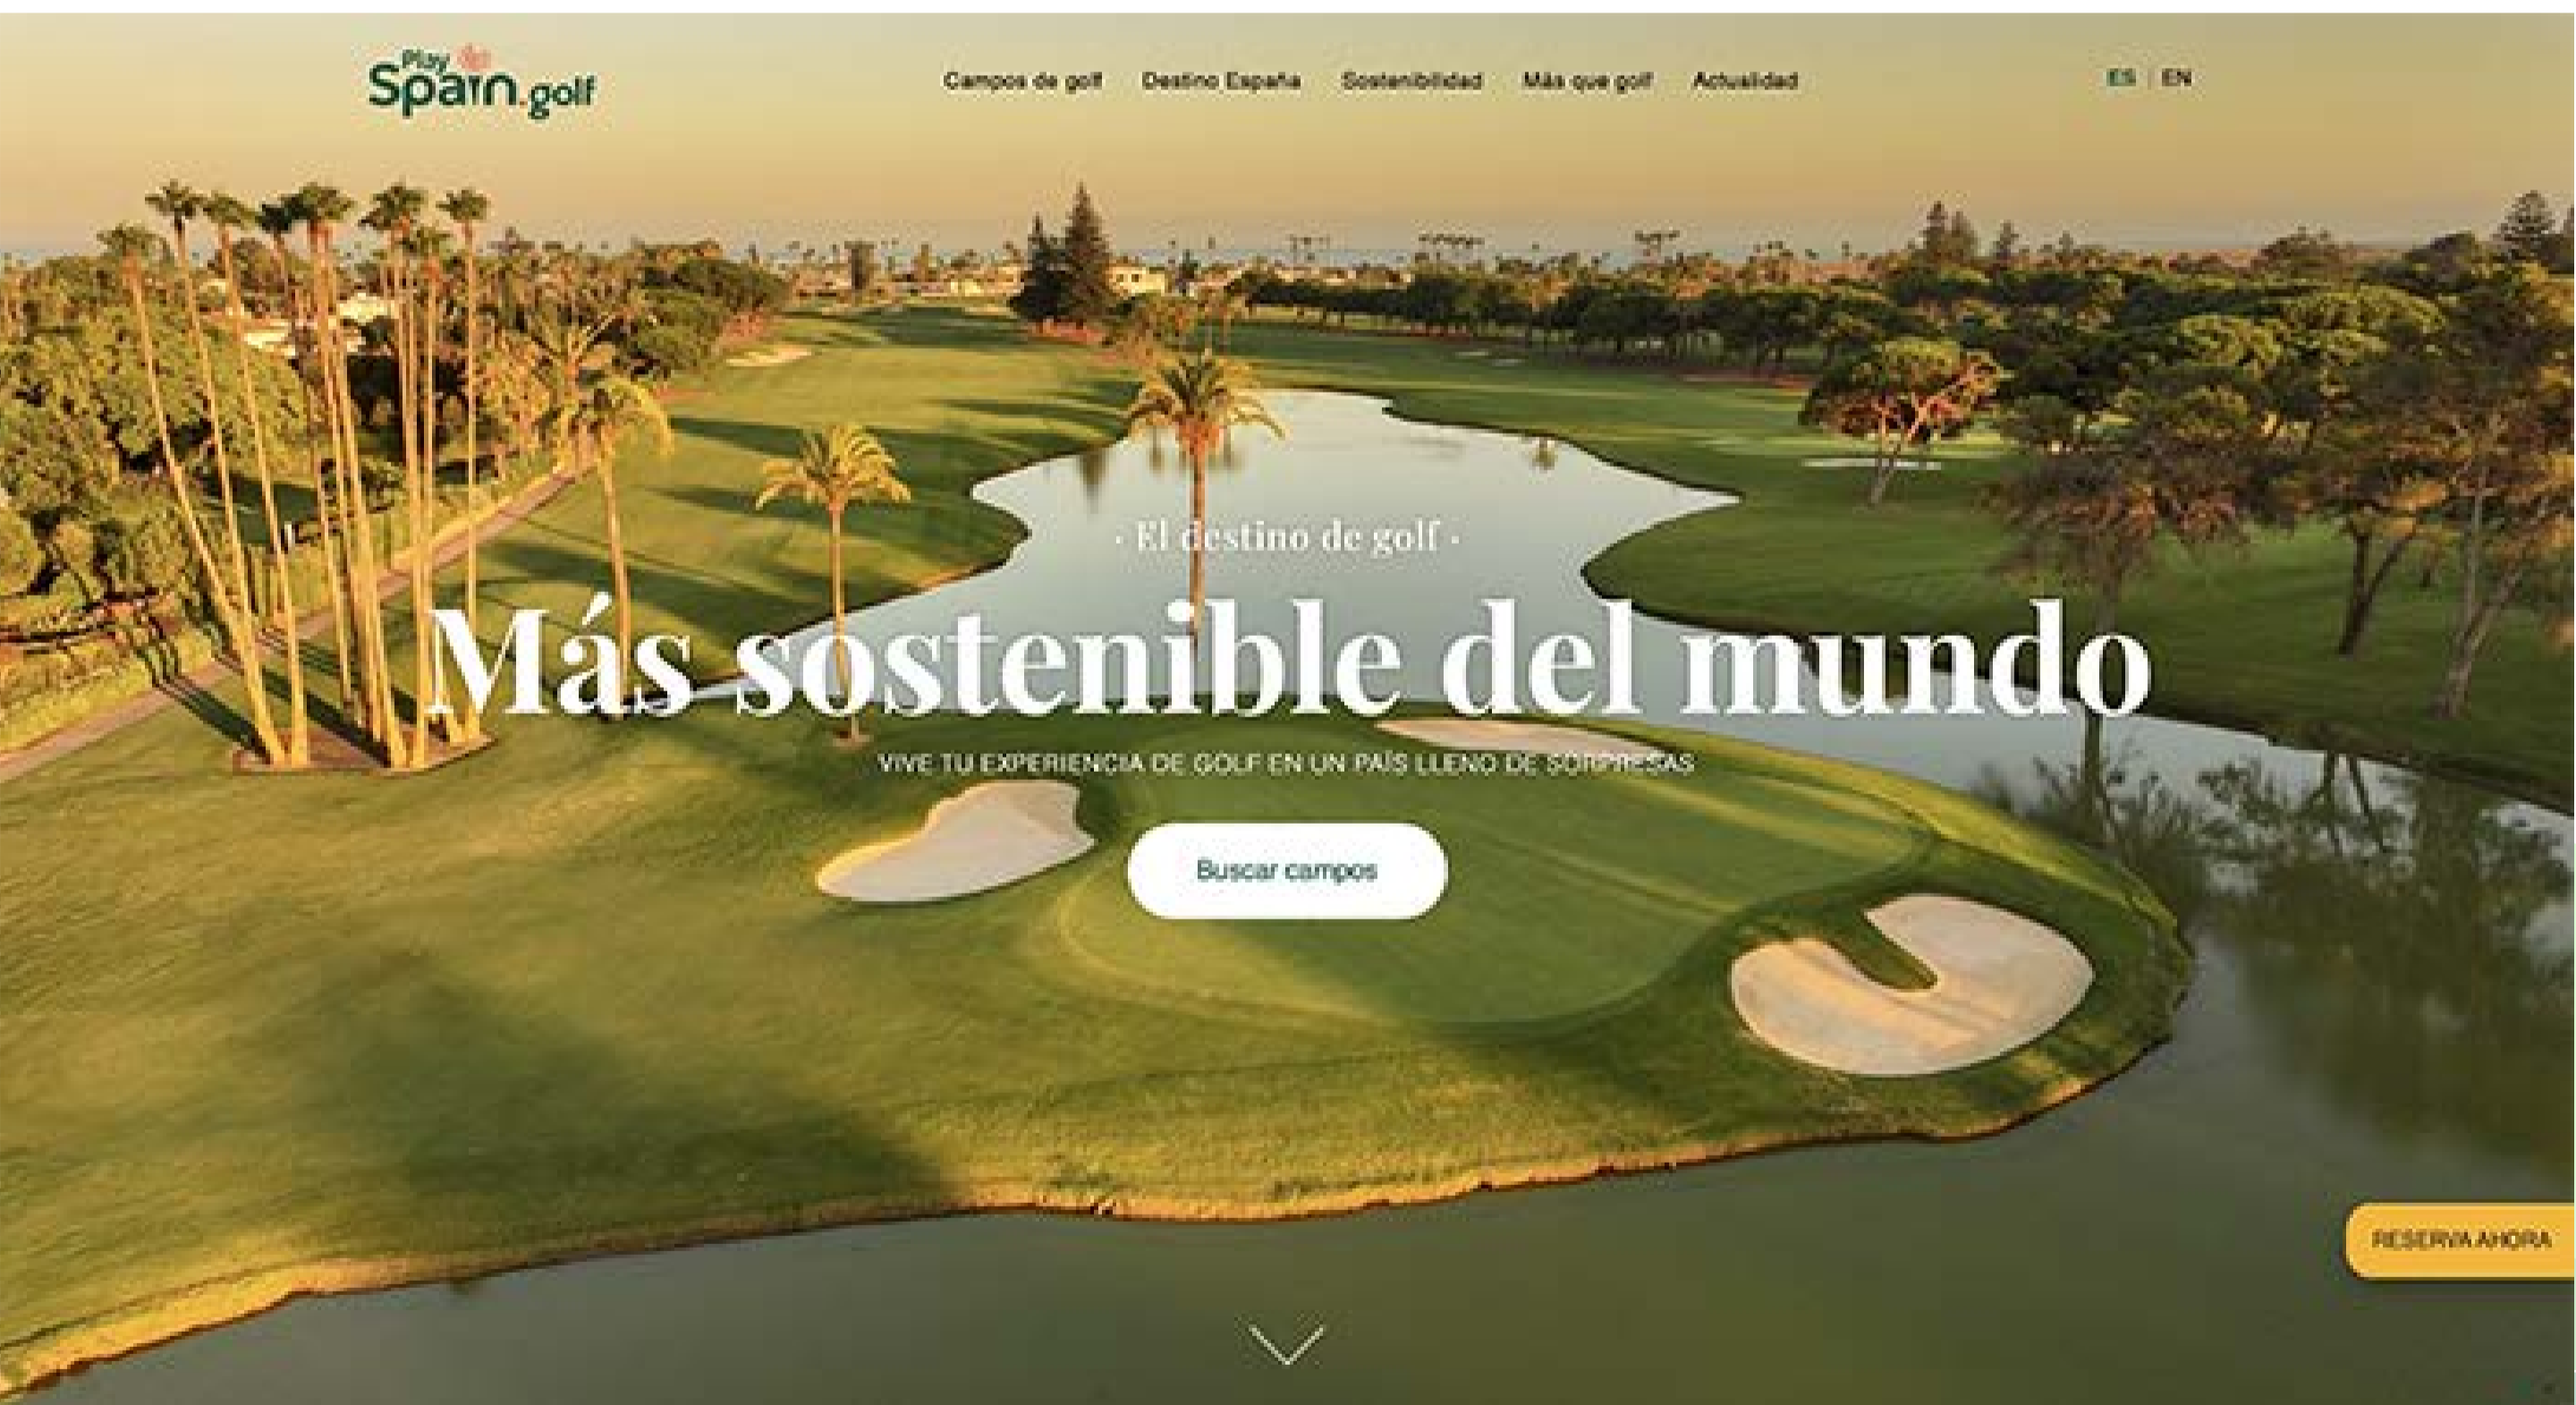 Play
Spain.golf
Campos de golf Destino España Sostenibilidad Más que golf Actualidad
ES | EN
· El destino de golf ·
Más sostenible del mundo
VIVE TU EXPERIENCIA DE GOLF EN UN PAÍS LLENO DE SORPRESAS
Buscar campos
RESERVA AHORA